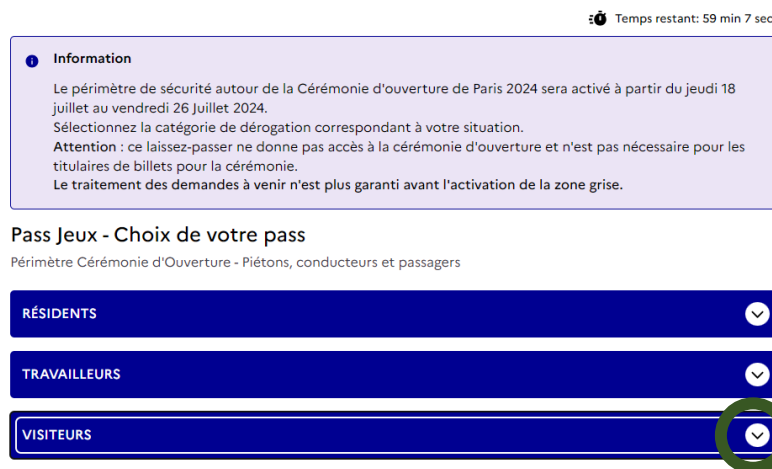 Temps restant: 59 min 7 sec
Information
Le périmètre de sécurité autour de la Cérémonie d'ouverture de Paris 2024 sera activé à partir du jeudi 18
juillet au vendredi 26 Juillet 2024.
Sélectionnez la catégorie de dérogation correspondant à votre situation.
Attention : ce laissez-passer ne donne pas accès à la cérémonie d'ouverture et n'est pas nécessaire pour les
titulaires de billets pour la cérémonie.
Le traitement des demandes à venir n'est plus garanti avant l'activation de la zone grise.
Pass Jeux - Choix de votre pass
Périmètre Cérémonie d'Ouverture - Piétons, conducteurs et passagers
RÉSIDENTS
TRAVAILLEURS
VISITEURS